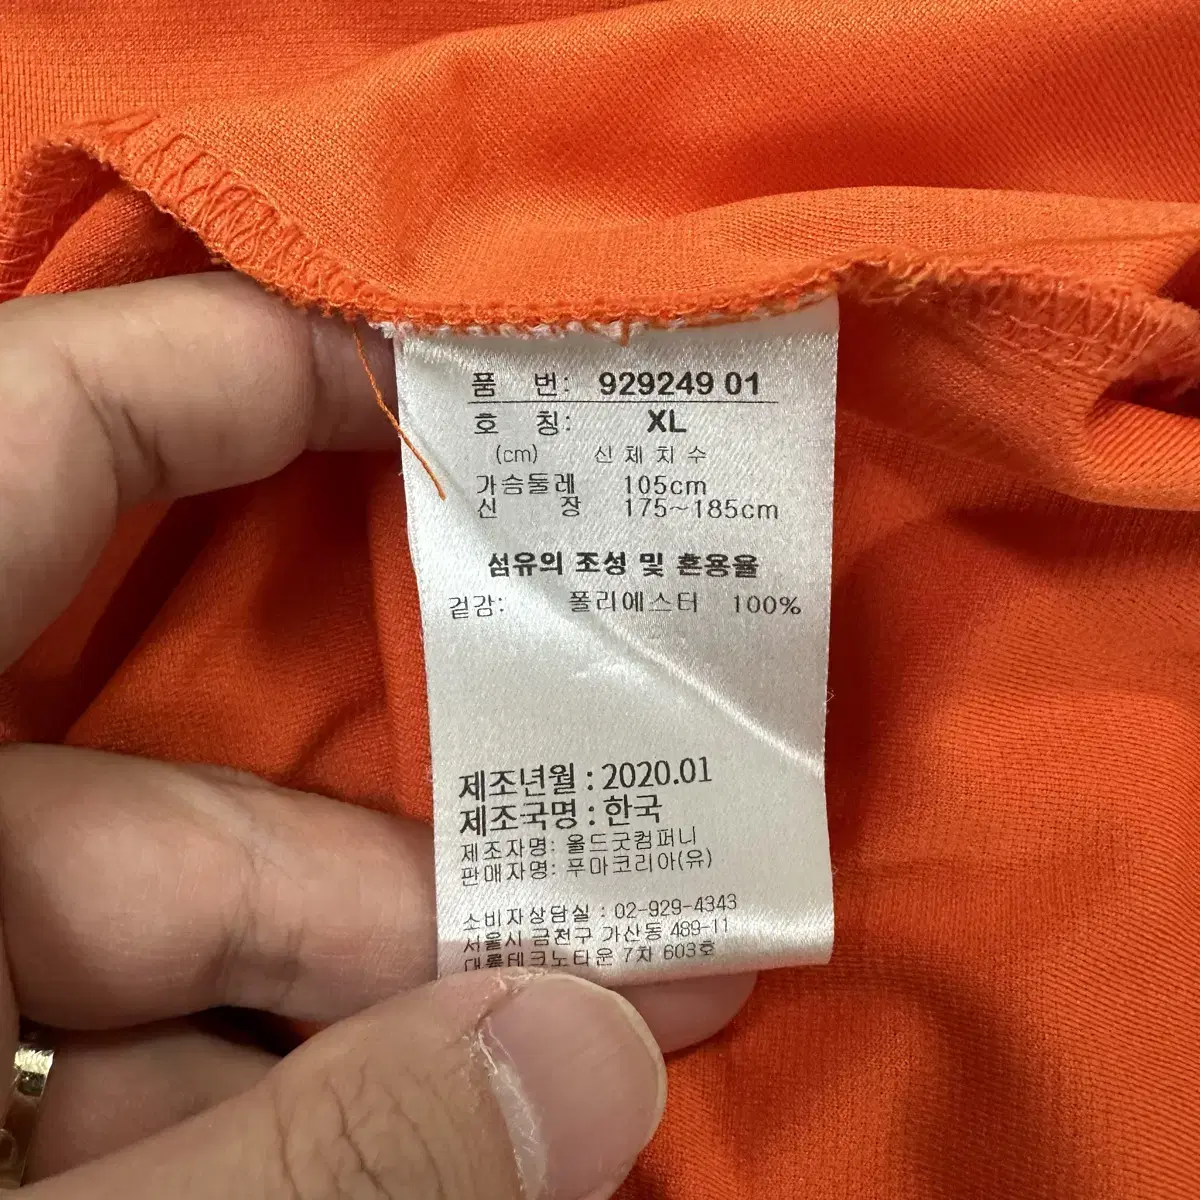 품 번: 929249 01
호 칭: XL
(cm) 신체치수
가슴둘레 105cm
신 장 175~185cm
섬유의 조성 및 혼용율
겉감: 폴리에스터 100%
제조년월 : 2020.01
제조국명 : 한국
제조자명: 올드굿컴퍼니
판매자명: 푸마코리아(유)
소비자상담실 : 02-929-4343
서울시 금천구 가산동 489-11
대륭테크노타운 7차 603호